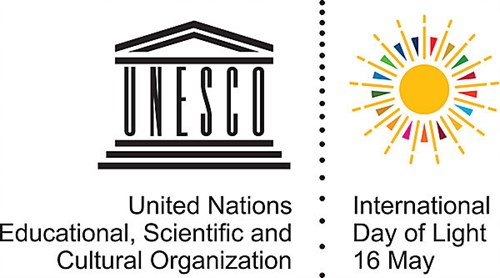 UNESCO
United Nations
Educational, Scientific and
Cultural Organization
International
Day of Light
16 May